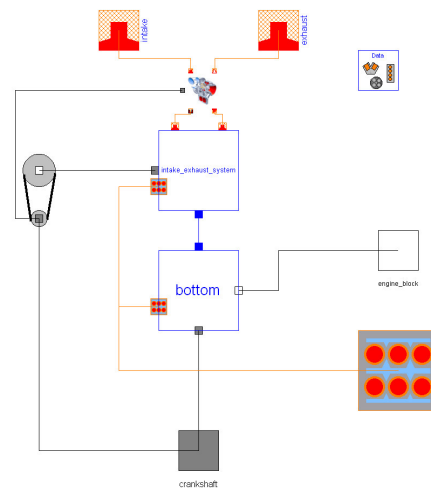 intake
exhaust
Data
intake_exhaust_system
bottom
engine_block
crankshaft